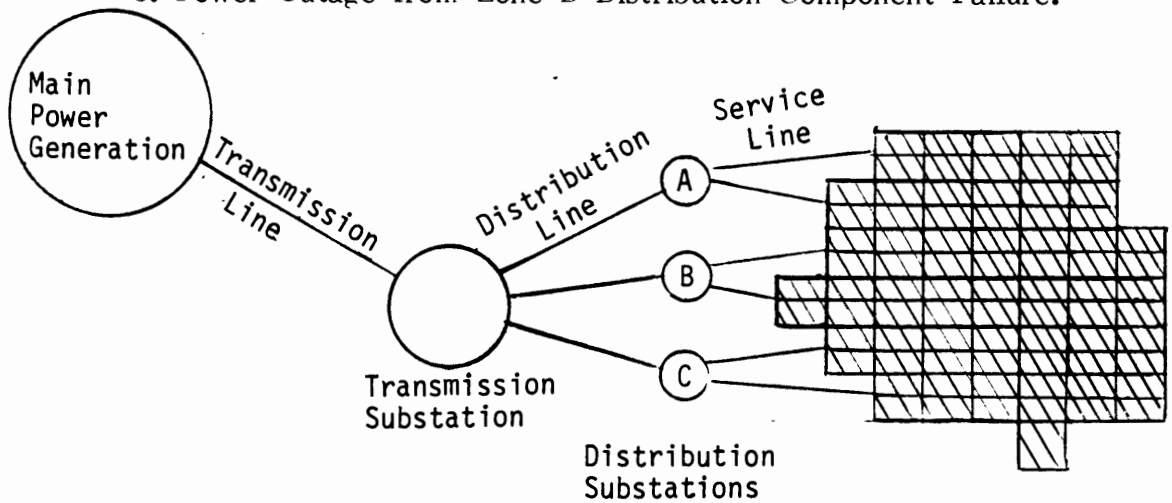 Power Outage from Zone B Distribution Component Failure.
Main
Power
Generation
Transmission
Line
Distribution
Line
Service
Line
A
B
C
Transmission
Substation
Distribution
Substations